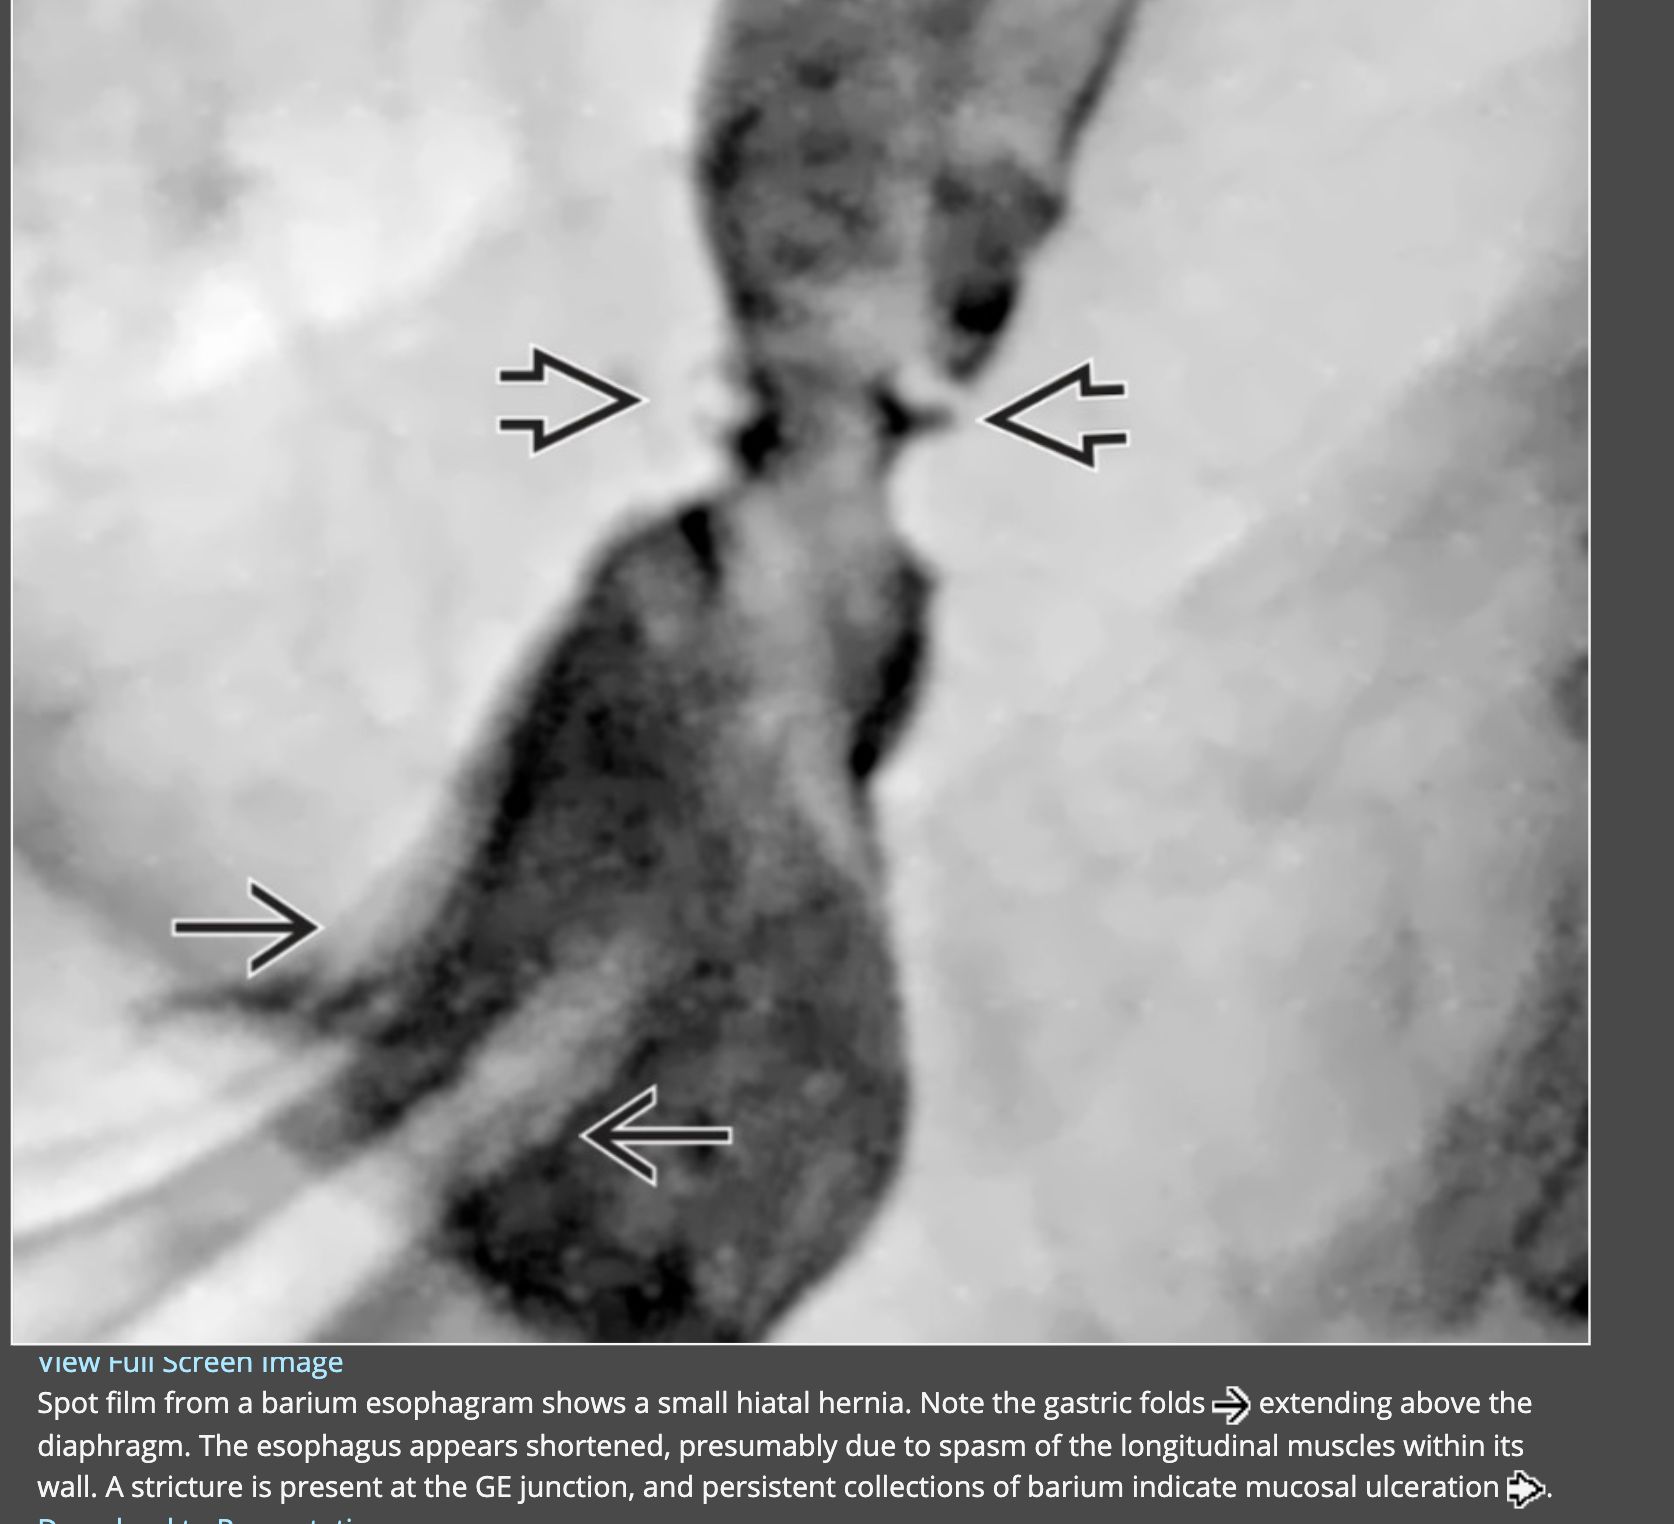 View Full Screen Image
Spot film from a barium esophagram shows a small hiatal hernia. Note the gastric folds extending above the
diaphragm. The esophagus appears shortened, presumably due to spasm of the longitudinal muscles within its
wall. A stricture is present at the GE junction, and persistent collections of barium indicate mucosal ulceration .